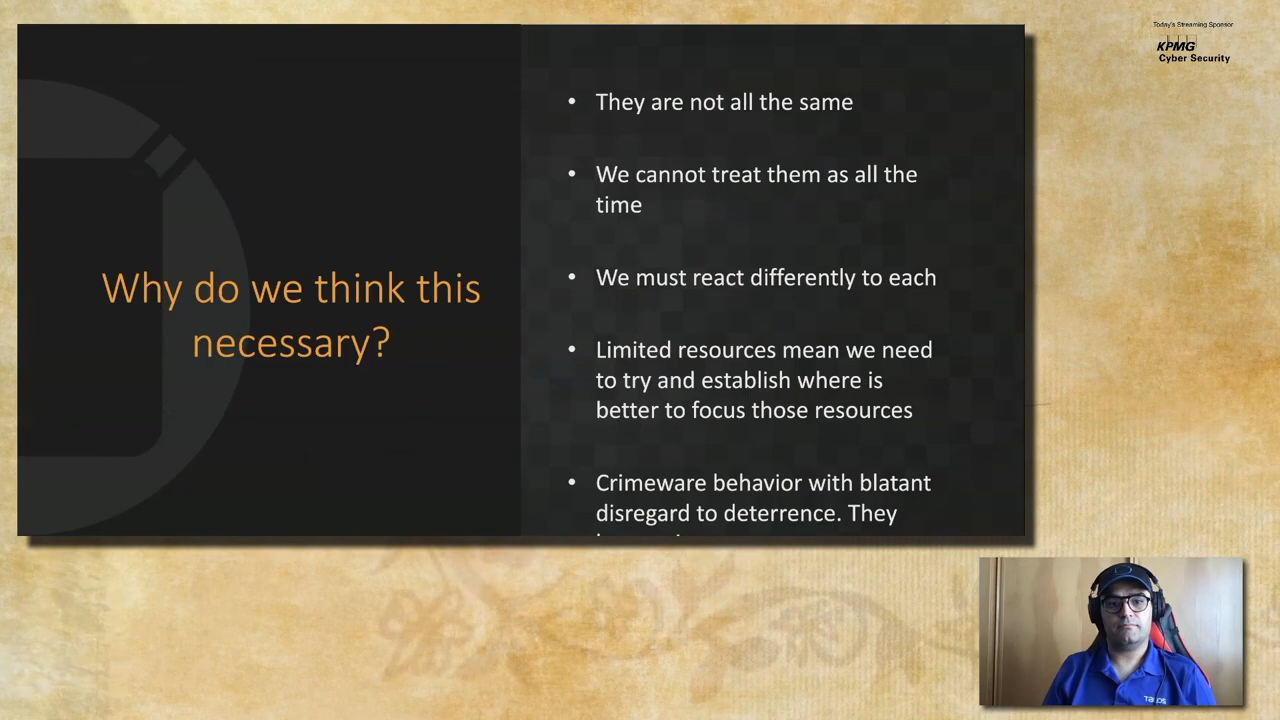 Today's Streaming Sponsor
KPMG
Cyber Security
Why do we think this
necessary?
• They are not all the same
• We cannot treat them as all the
time
• We must react differently to each
• Limited resources mean we need
to try and establish where is
better to focus those resources
• Crimeware behavior with blatant
disregard to deterrence. They